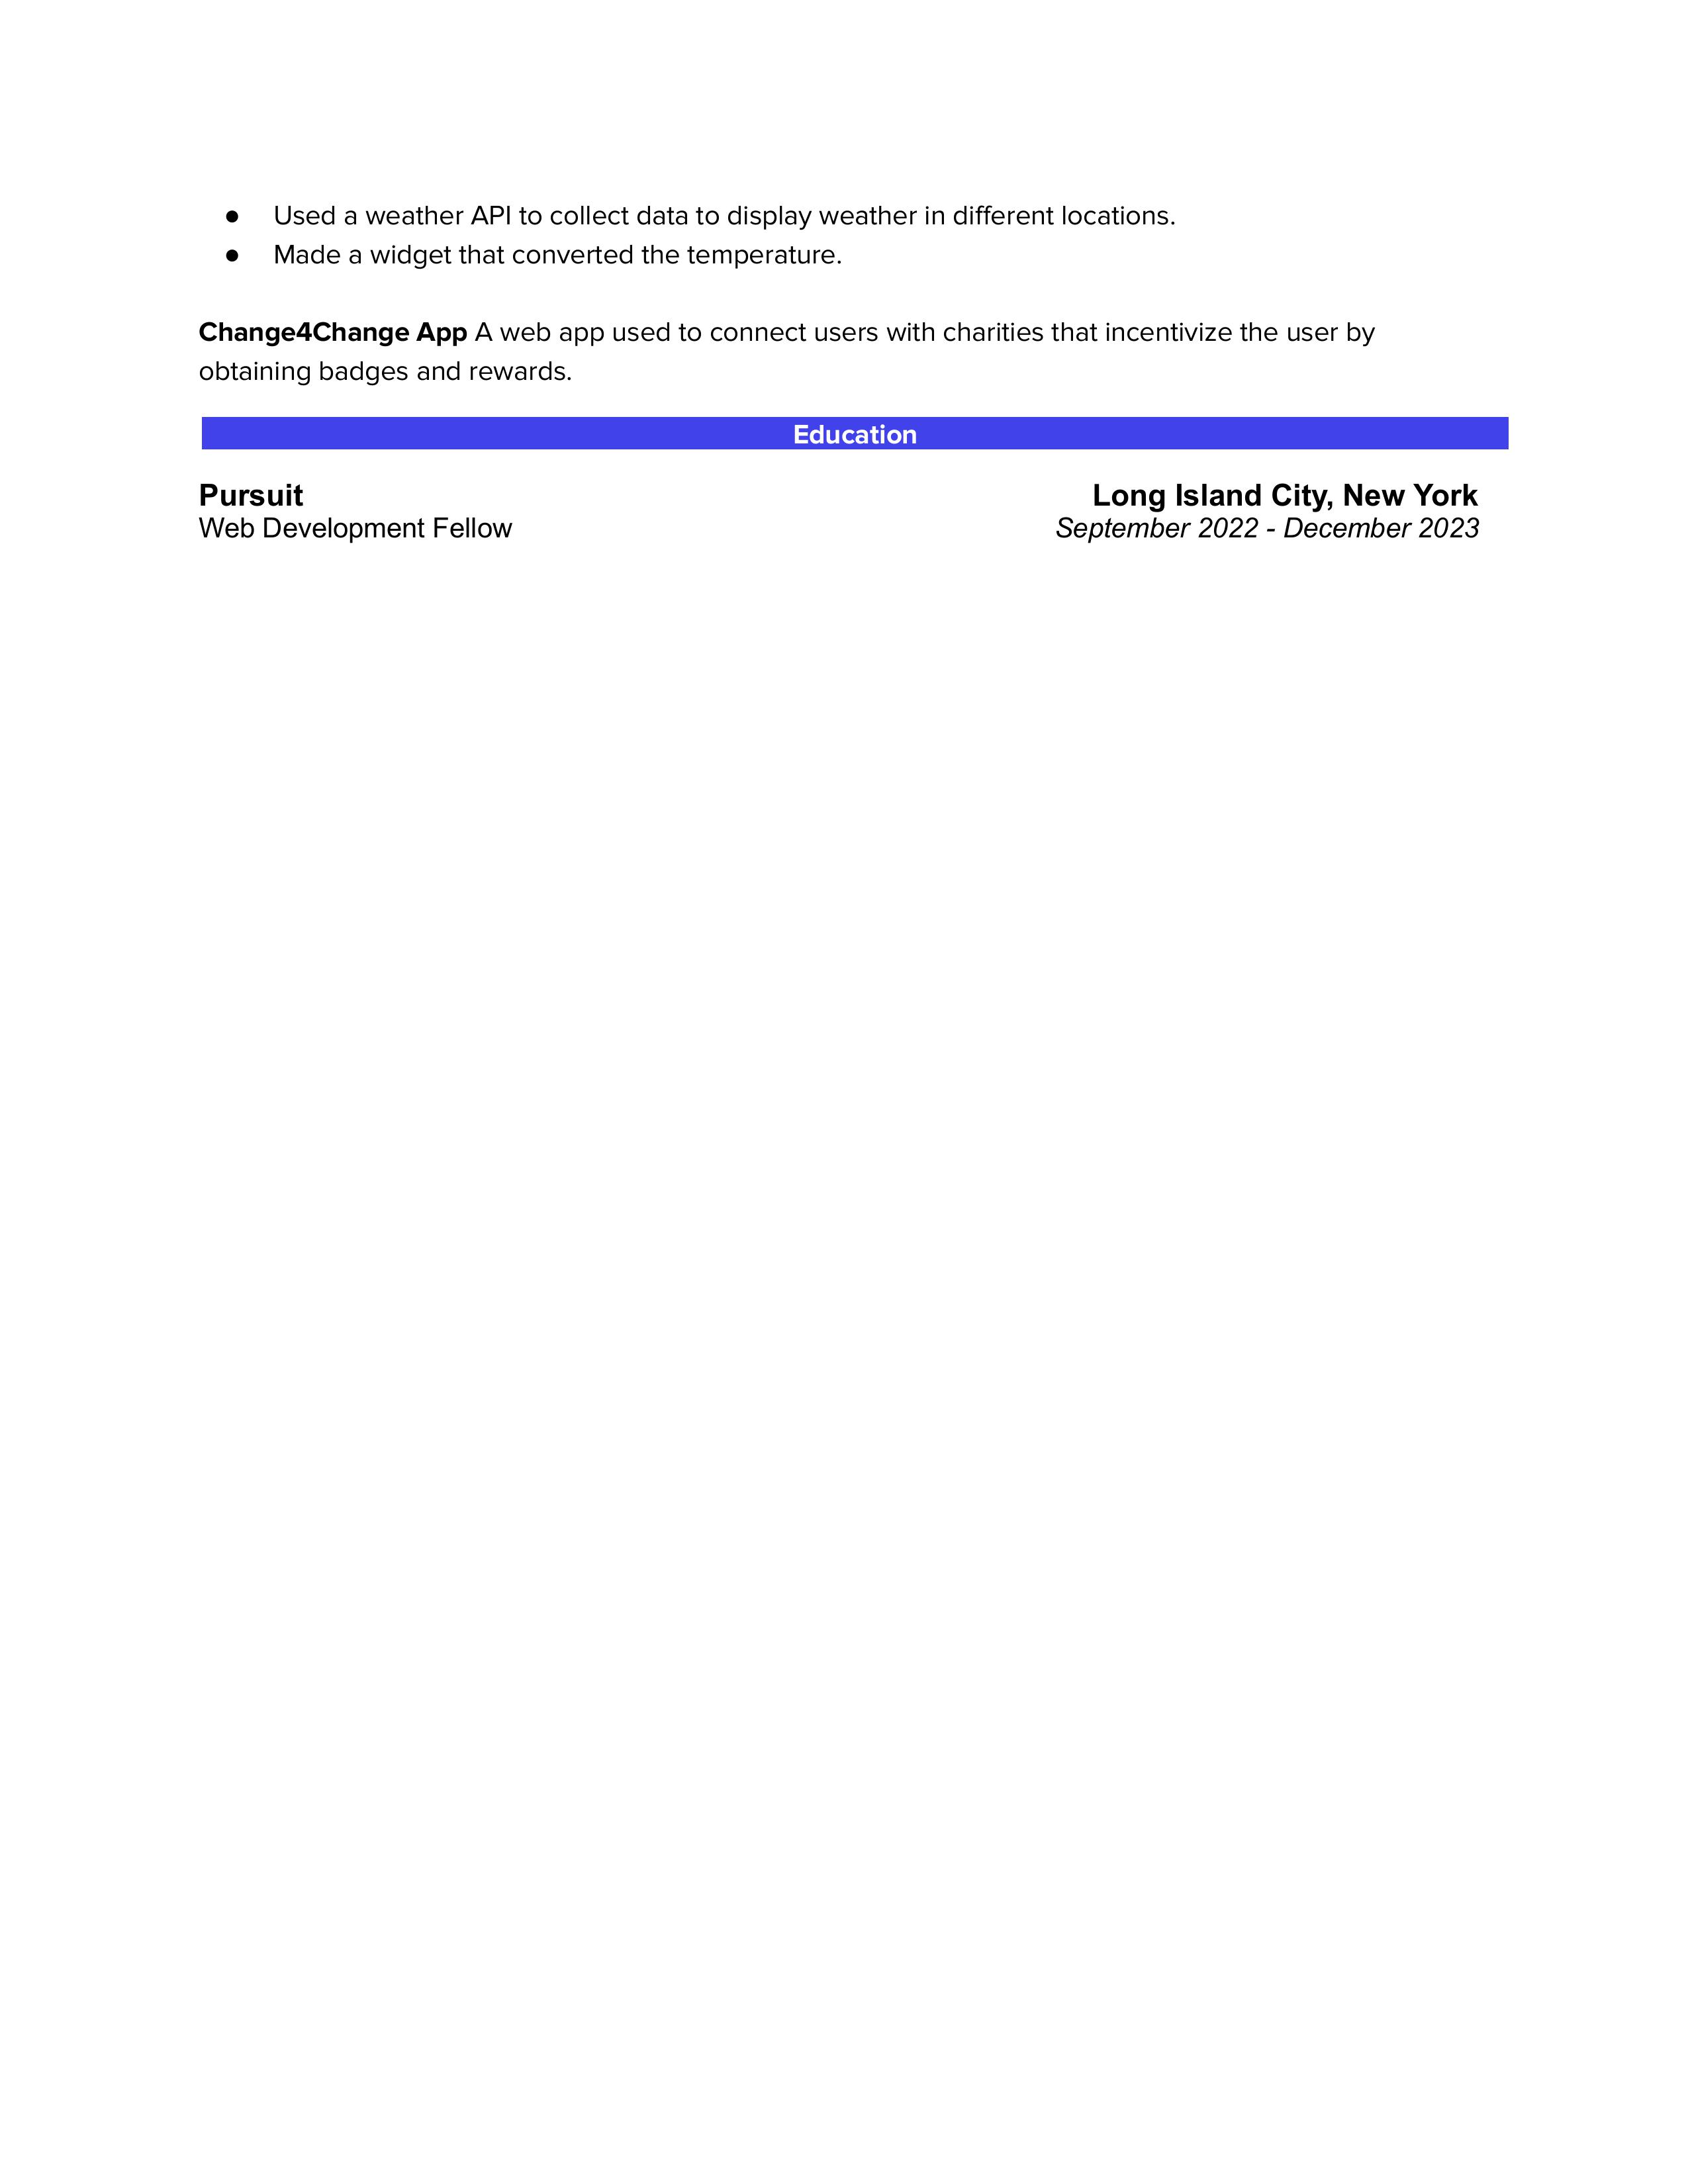 ● Used a weather API to collect data to display weather in different locations.
● Made a widget that converted the temperature.
Change4Change App A web app used to connect users with charities that incentivize the user by
obtaining badges and rewards.
Education
Pursuit Long Island City, New York
Web Development Fellow September 2022 - December 2023